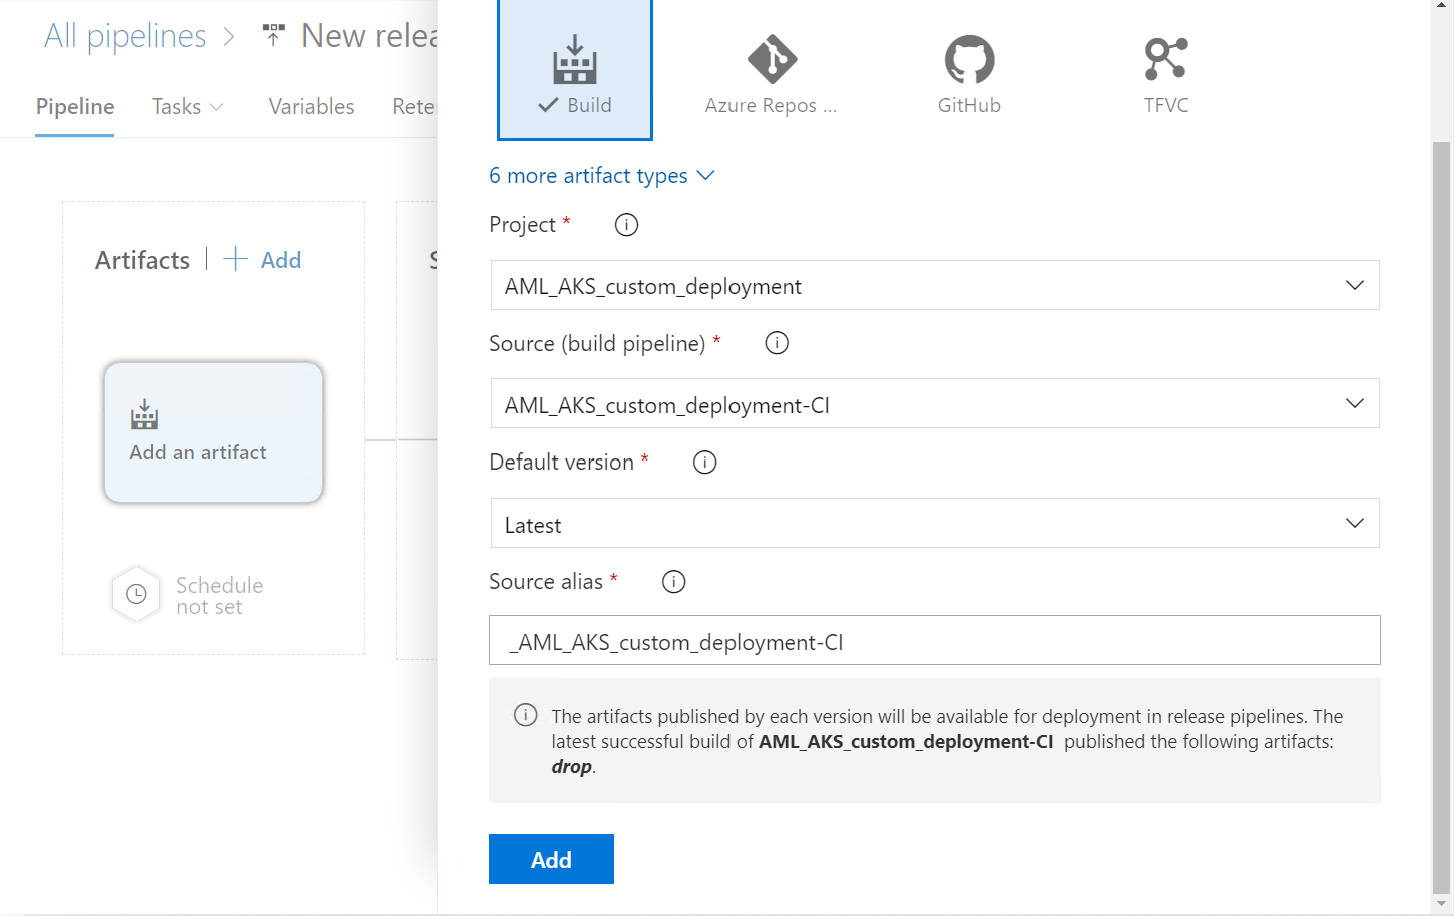 All pipelines > New relea
Pipeline Tasks Variables Rete
Artifacts | + Add
S
Add an artifact
Schedule
not set
Build
Azure Repos ...
GitHub
TFVC
6 more artifact types
Project *
AML_AKS_custom_deployment
Source (build pipeline) *
AML_AKS_custom_deployment-CI
Default version *
Latest
Source alias *
_AML_AKS_custom_deployment-CI
The artifacts published by each version will be available for deployment in release pipelines. The
latest successful build of AML_AKS_custom_deployment-CI published the following artifacts:
drop.
Add